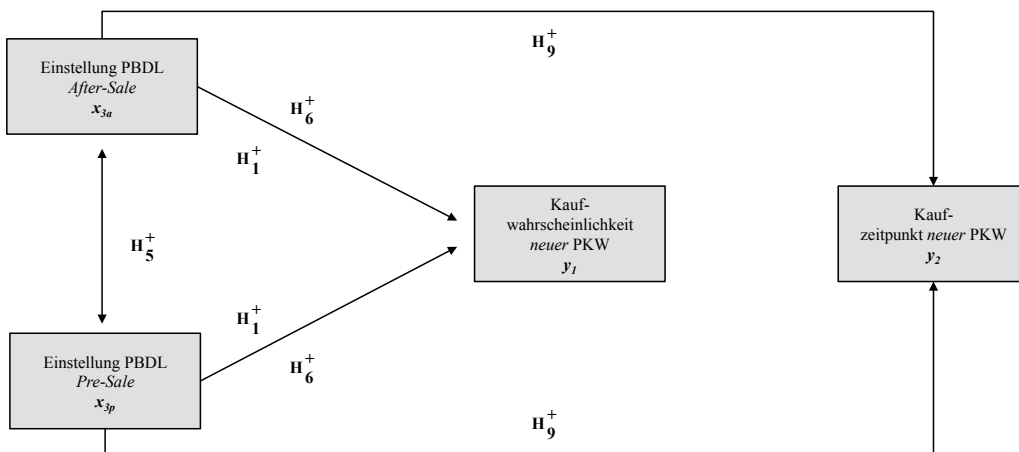 H9+
Einstellung PBDL
After-Sale
x3a
H6+
H1+
Kauf-
wahrscheinlichkeit
neuer PKW
y1
Kauf-
zeitpunkt neuer PKW
y2
H5+
H1+
Einstellung PBDL
Pre-Sale
x3p
H6+
H9+